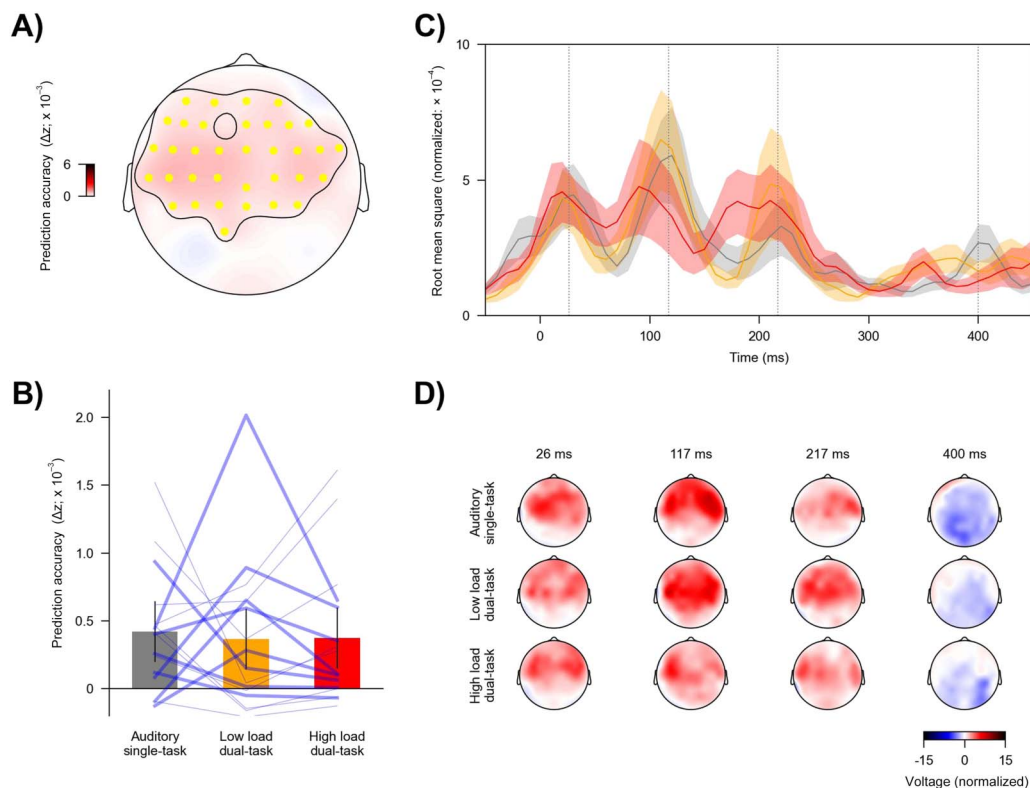 A)
Prediction accuracy (Δz; x 10⁻³)
6
0
B)
Prediction accuracy (Δz; x 10⁻³)
2.0
1.5
1.0
0.5
0
Auditory
single-task
Low load
dual-task
High load
dual-task
C)
Root mean square (normalized: × 10⁻⁴)
10
5
0
0
100
200
300
400
Time (ms)
D)
26 ms
117 ms
217 ms
400 ms
Auditory
single-task
Low load
dual-task
High load
dual-task
-15
0
15
Voltage (normalized)